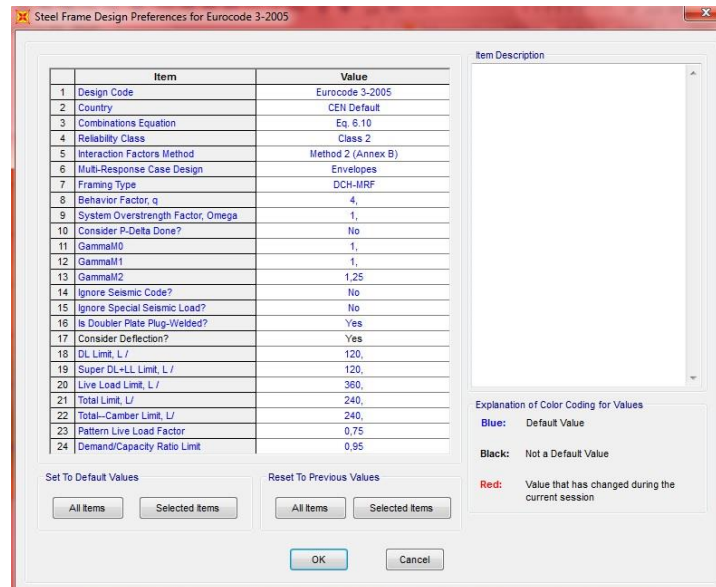 Steel Frame Design Preferences for Eurocode 3-2005
Item Value
1 Design Code Eurocode 3-2005
2 Country CEN Default
3 Combinations Equation Eq. 6.10
4 Reliability Class Class 2
5 Interaction Factors Method Method 2 (Annex B)
6 Multi-Response Case Design Envelopes
7 Framing Type DCH-MRF
8 Behavior Factor, q 4,
9 System Overstrength Factor, Omega 1,
10 Consider P-Delta Done? No
11 GammaM0 1,
12 GammaM1 1,
13 GammaM2 1,25
14 Ignore Seismic Code? No
15 Ignore Special Seismic Load? No
16 Is Doubler Plate Plug-Welded? Yes
17 Consider Deflection? Yes
18 DL Limit, L / 120,
19 Super DL+LL Limit, L / 120,
20 Live Load Limit, L / 360,
21 Total Limit, L/ 240,
22 Total--Camber Limit, L/ 240,
23 Pattern Live Load Factor 0,75
24 Demand/Capacity Ratio Limit 0,95
Set To Default Values
All Items Selected Items
Reset To Previous Values
All Items Selected Items
Item Description
Explanation of Color Coding for Values
Blue: Default Value
Black: Not a Default Value
Red: Value that has changed during the
current session
OK Cancel